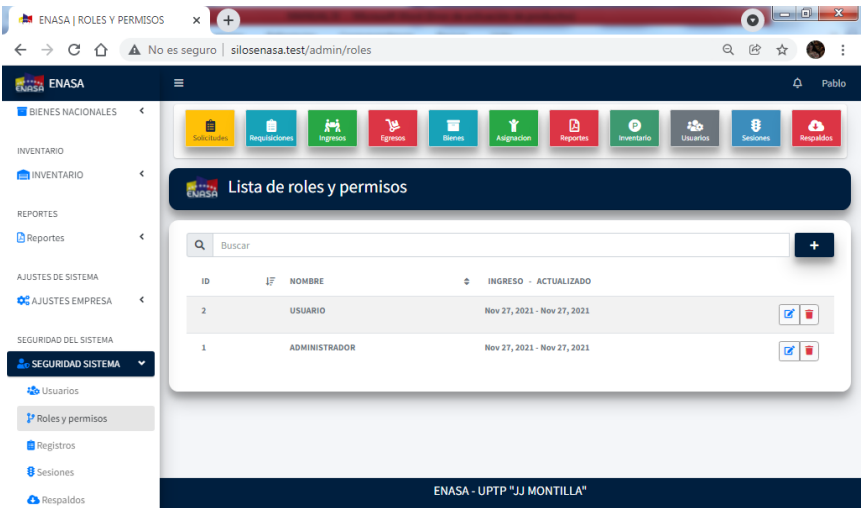 ENASA | ROLES Y PERMISOS
No es seguro | silosenasa.test/admin/roles
ENASA ENASA
Pablo
BIENES NACIONALES
INVENTARIO
INVENTARIO
REPORTES
Reportes
AJUSTES DE SISTEMA
AJUSTES EMPRESA
SEGURIDAD DEL SISTEMA
SEGURIDAD SISTEMA
Usuarios
Roles y permisos
Registros
Sesiones
Respaldos
Solicitudes Requisiciones Ingresos Egresos Bienes Asignacion Reportes Inventario Usuarios Sesiones Respaldos
ENASA Lista de roles y permisos
Buscar
ID NOMBRE INGRESO - ACTUALIZADO
2 USUARIO Nov 27, 2021 - Nov 27, 2021
1 ADMINISTRADOR Nov 27, 2021 - Nov 27, 2021
ENASA - UPTP "JJ MONTILLA"